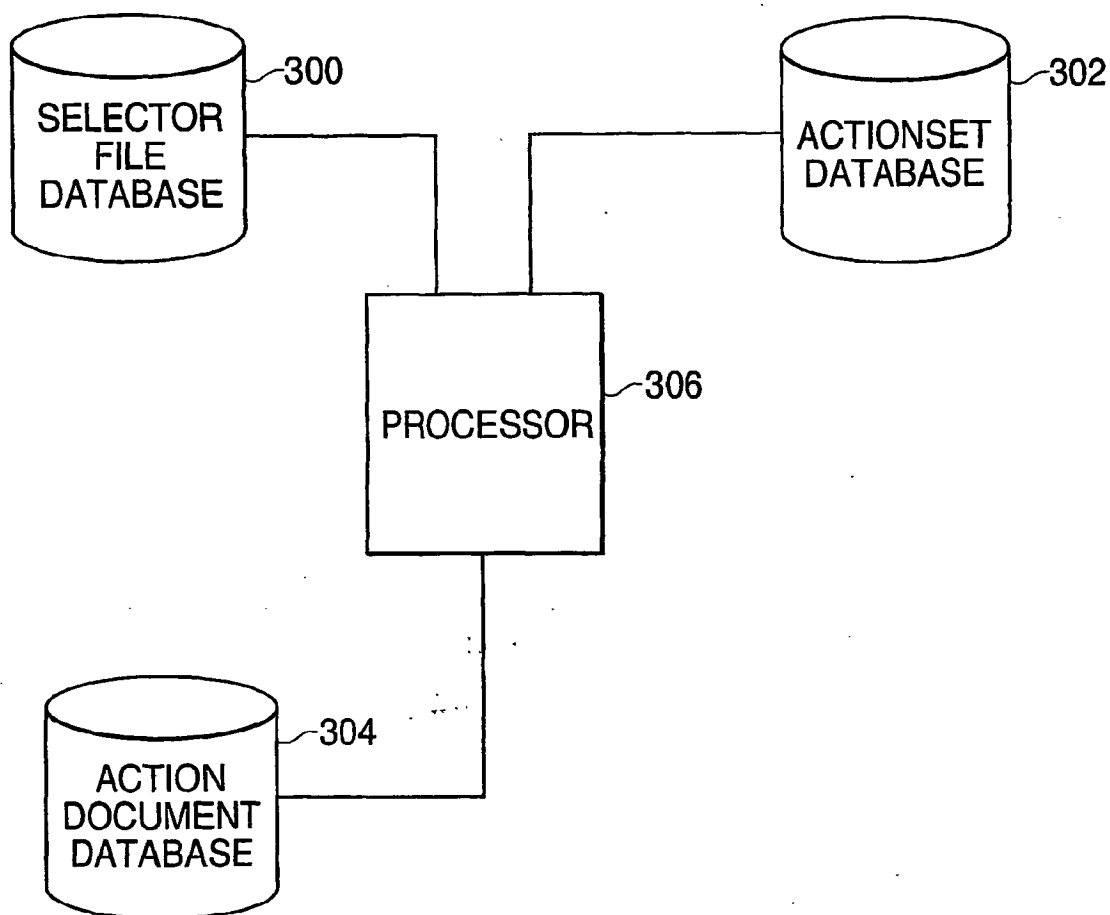 300
SELECTOR
FILE
DATABASE
302
ACTIONSET
DATABASE
306
PROCESSOR
304
ACTION
DOCUMENT
DATABASE